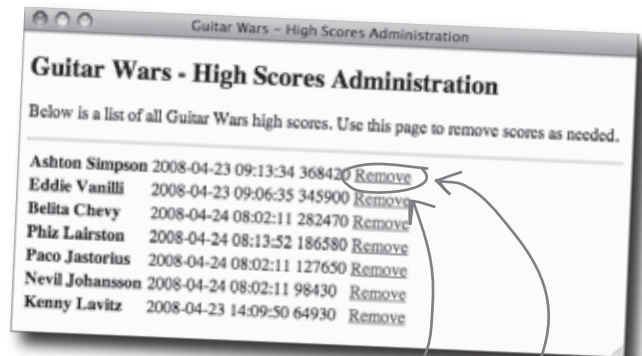 Guitar Wars - High Scores Administration
Guitar Wars - High Scores Administration
Below is a list of all Guitar Wars high scores. Use this page to remove scores as needed.
Ashton Simpson 2008-04-23 09:13:34 368420 Remove
Eddie Vanilli 2008-04-23 09:06:35 345900 Remove
Belita Chevy 2008-04-24 08:02:11 282470 Remove
Phiz Lairston 2008-04-24 08:13:52 186580 Remove
Paco Jastorius 2008-04-24 08:02:11 127650 Remove
Nevil Johansson 2008-04-24 08:02:11 98430 Remove
Kenny Lavitz 2008-04-23 14:09:50 64930 Remove